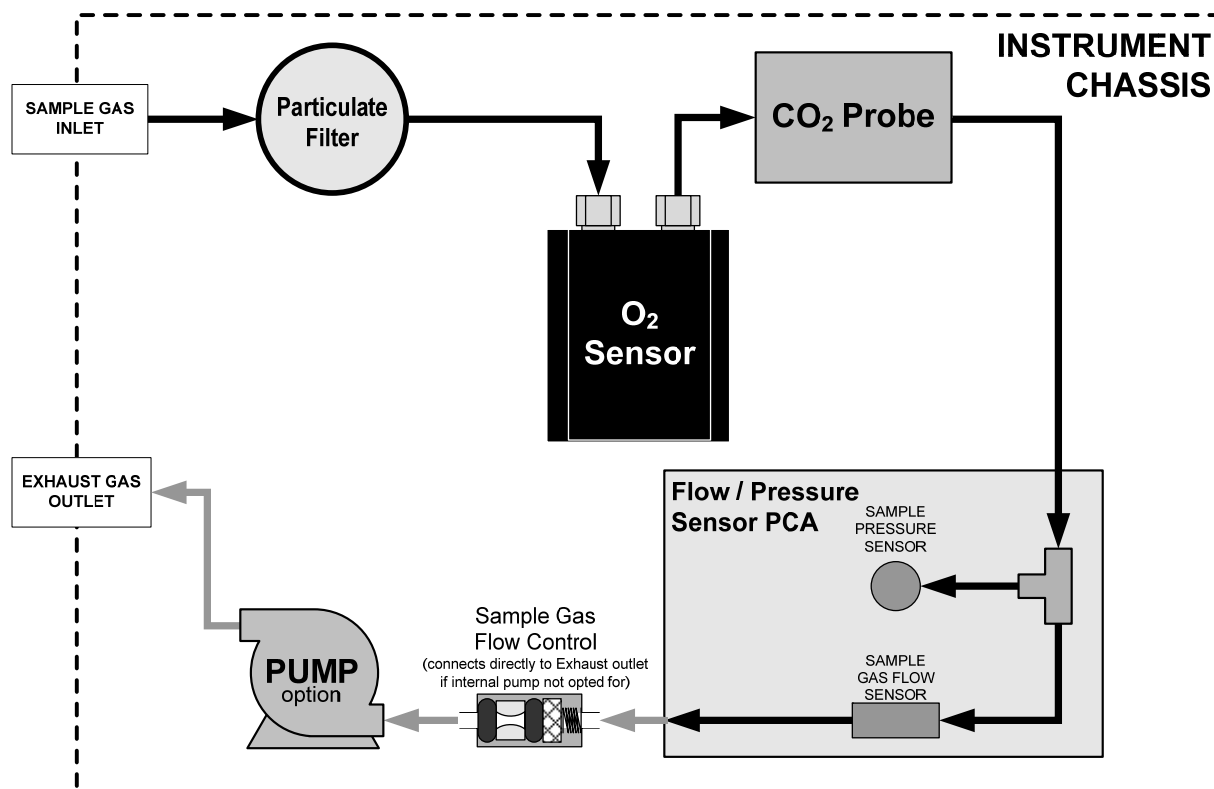 INSTRUMENT
CHASSIS
SAMPLE GAS
INLET
Particulate
Filter
CO₂ Probe
O₂
Sensor
EXHAUST GAS
OUTLET
Flow / Pressure
Sensor PCA
SAMPLE
PRESSURE
SENSOR
Sample Gas
Flow Control
(connects directly to Exhaust outlet
if internal pump not opted for)
SAMPLE
GAS FLOW
SENSOR
PUMP
option